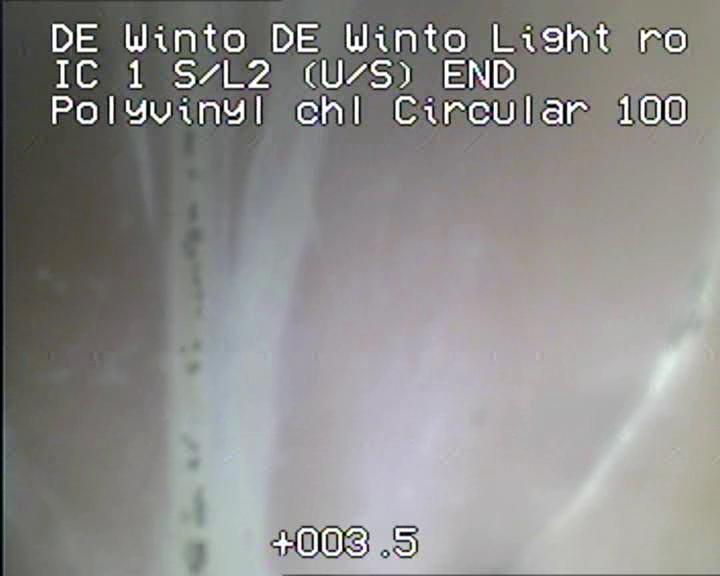 DE Winto DE Winto Light ro
IC 1 S/L2 (U/S) END
Polyvinyl chl Circular 100
+003.5